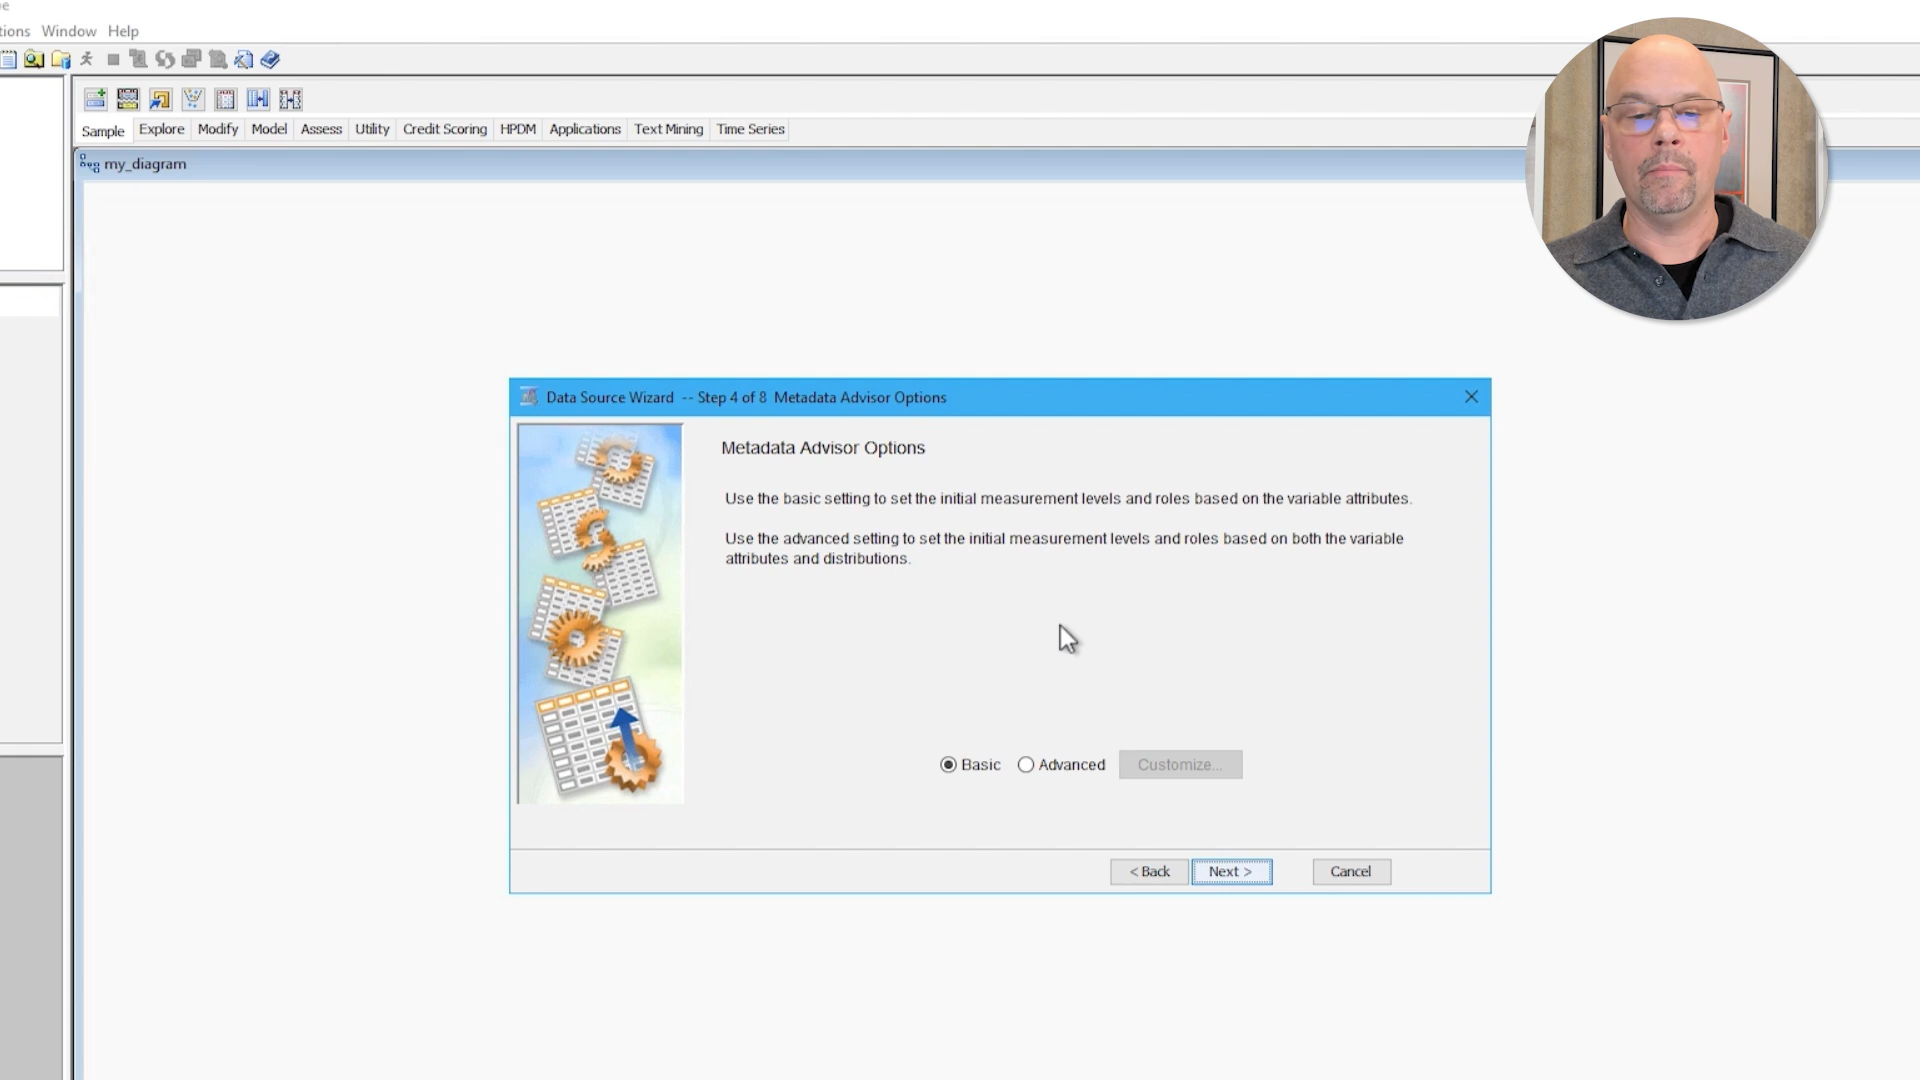 tions Window Help
Sample Explore Modify Model Assess Utility Credit Scoring HPDM Applications Text Mining Time Series
my_diagram
Data Source Wizard -- Step 4 of 8 Metadata Advisor Options
Metadata Advisor Options
Use the basic setting to set the initial measurement levels and roles based on the variable attributes.
Use the advanced setting to set the initial measurement levels and roles based on both the variable
attributes and distributions.
Basic Advanced Customize...
< Back Next > Cancel